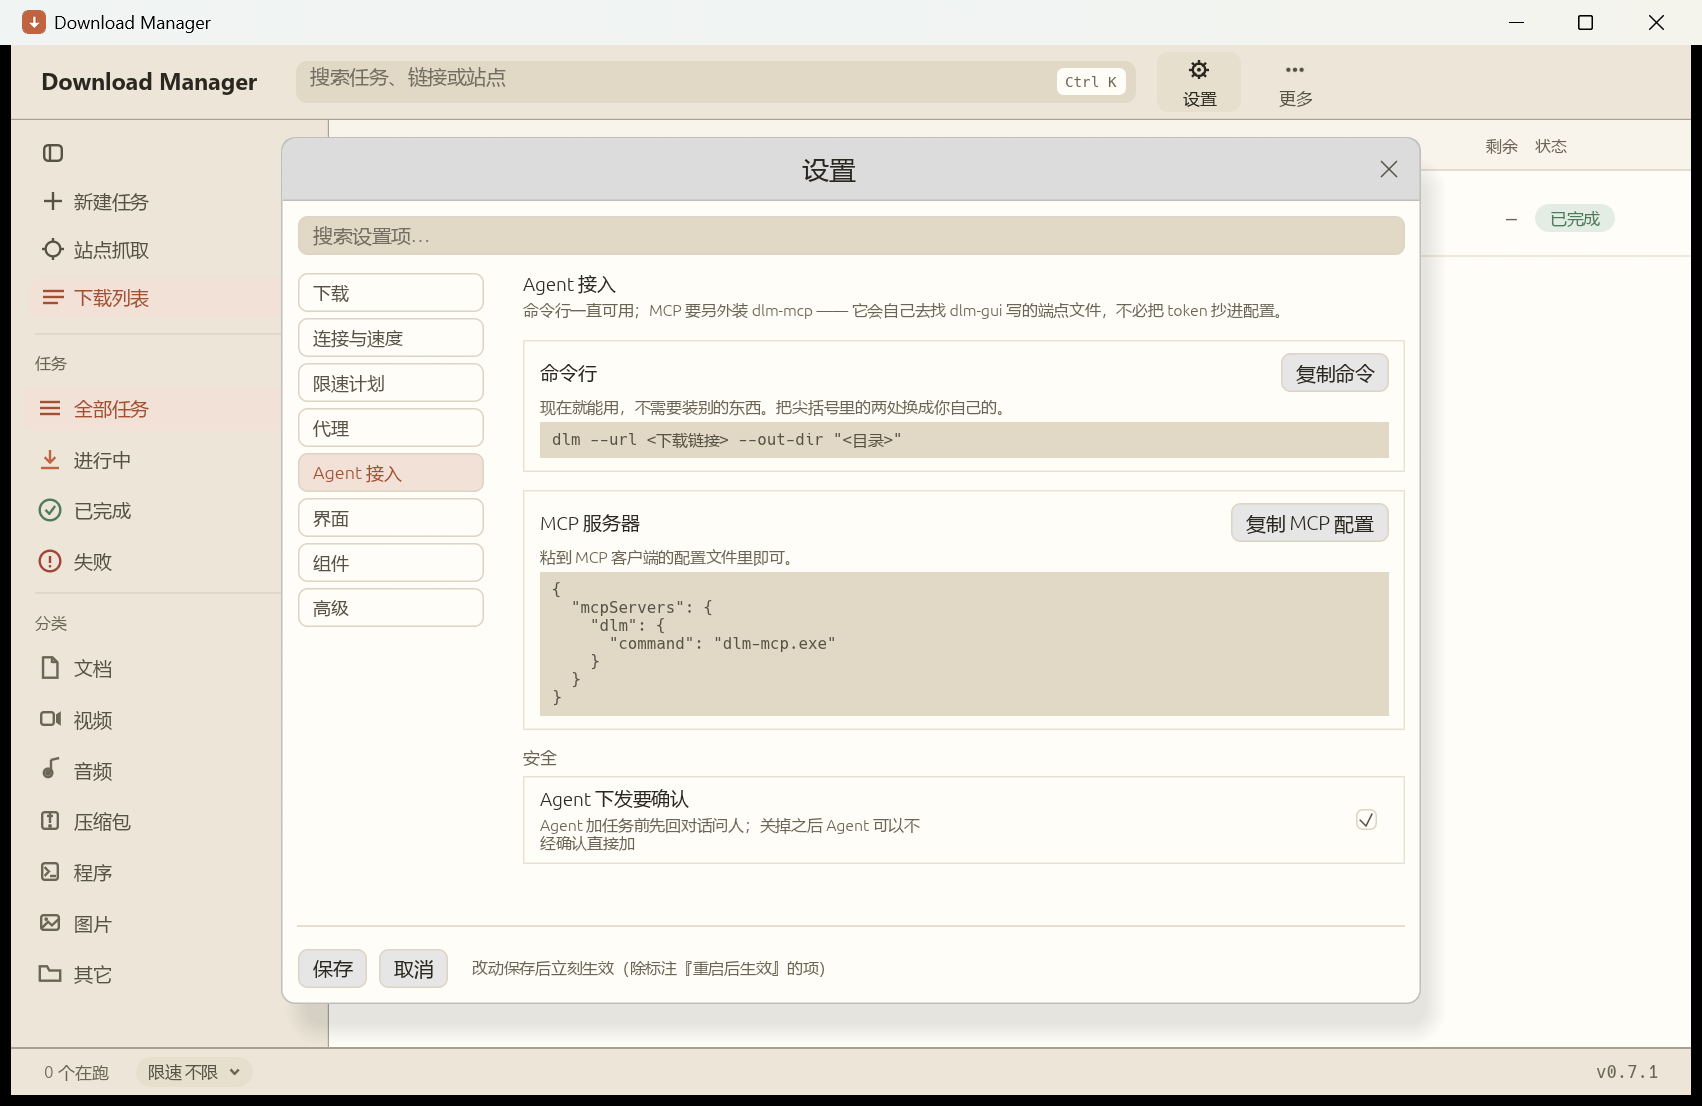 Download Manager
Download Manager
搜索任务、链接或站点
Ctrl K
设置
更多
新建任务
站点抓取
下载列表
任务
全部任务
进行中
已完成
失败
分类
文档
视频
音频
压缩包
程序
图片
其它
剩余 状态
— 已完成
设置
搜索设置项…
下载
连接与速度
限速计划
代理
Agent 接入
界面
组件
高级
Agent 接入
命令行一直可用；MCP 要另外装 dlm-mcp —— 它会自己去找 dlm-gui 写的端点文件，不必把 token 抄进配置。
命令行
复制命令
现在就能用，不需要装别的东西。把尖括号里的两处换成你自己的。
dlm --url <下载链接> --out-dir "<目录>"
MCP 服务器
复制 MCP 配置
粘到 MCP 客户端的配置文件里即可。
{
"mcpServers": {
"dlm": {
"command": "dlm-mcp.exe"
}
}
}
安全
Agent 下发要确认
Agent 加任务前先回对话问人；关掉之后 Agent 可以不
经确认直接加
保存
取消
改动保存后立刻生效（除标注『重启后生效』的项）
0 个在跑
限速 不限
v0.7.1